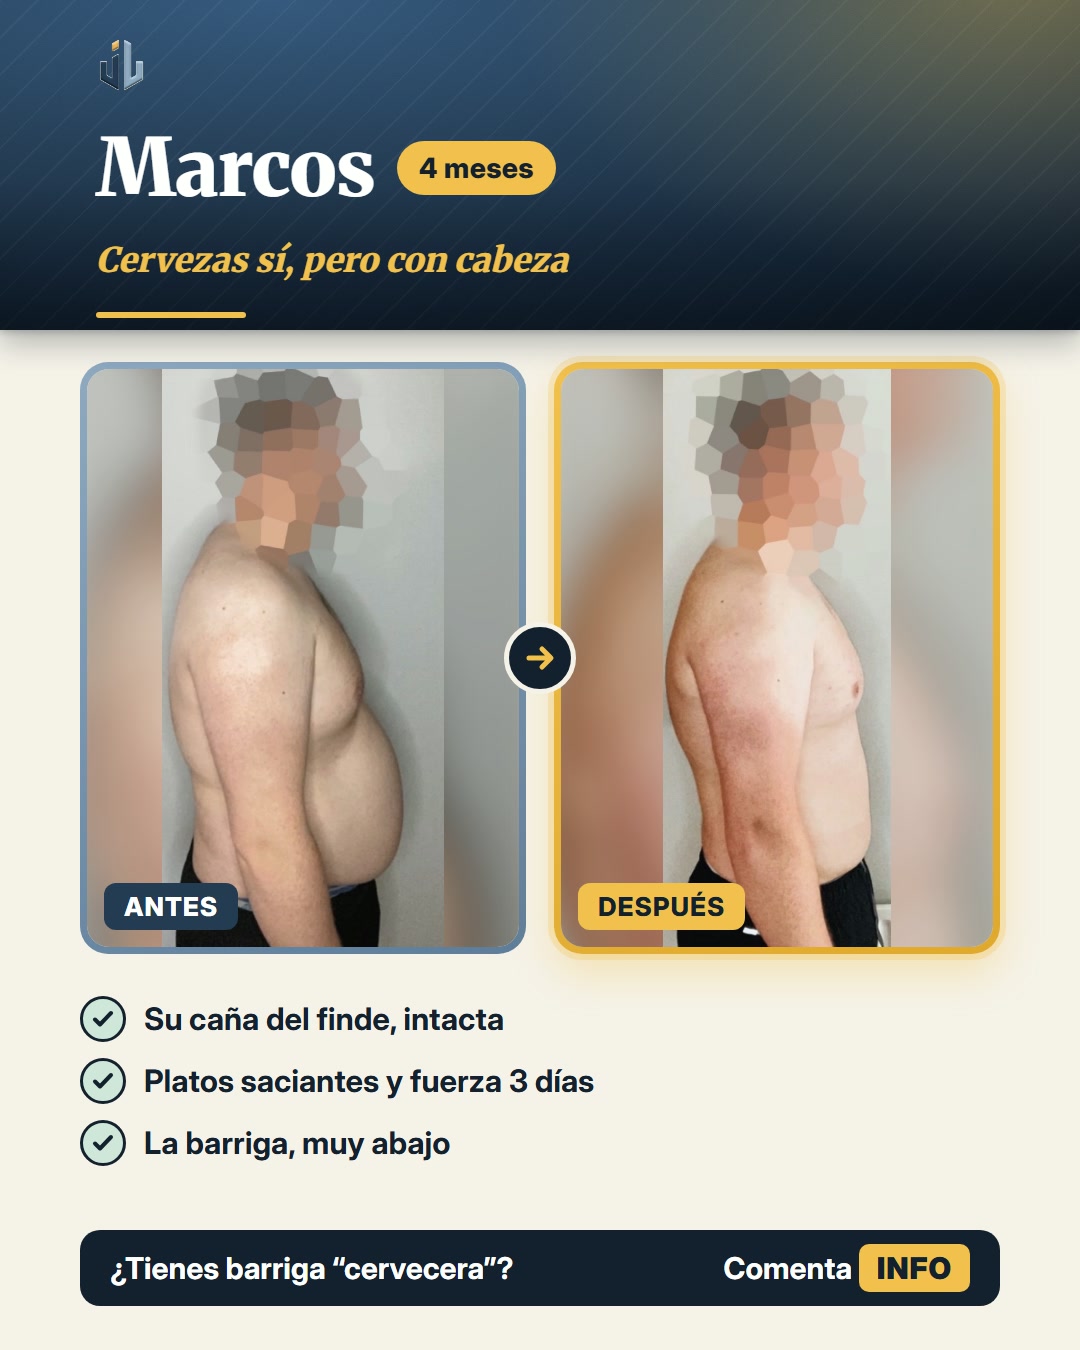 Marcos
4 meses
Cervezas sí, pero con cabeza
ANTES
DESPUÉS
Su caña del finde, intacta
Platos saciantes y fuerza 3 días
La barriga, muy abajo
¿Tienes barriga “cervecera”?
Comenta INFO